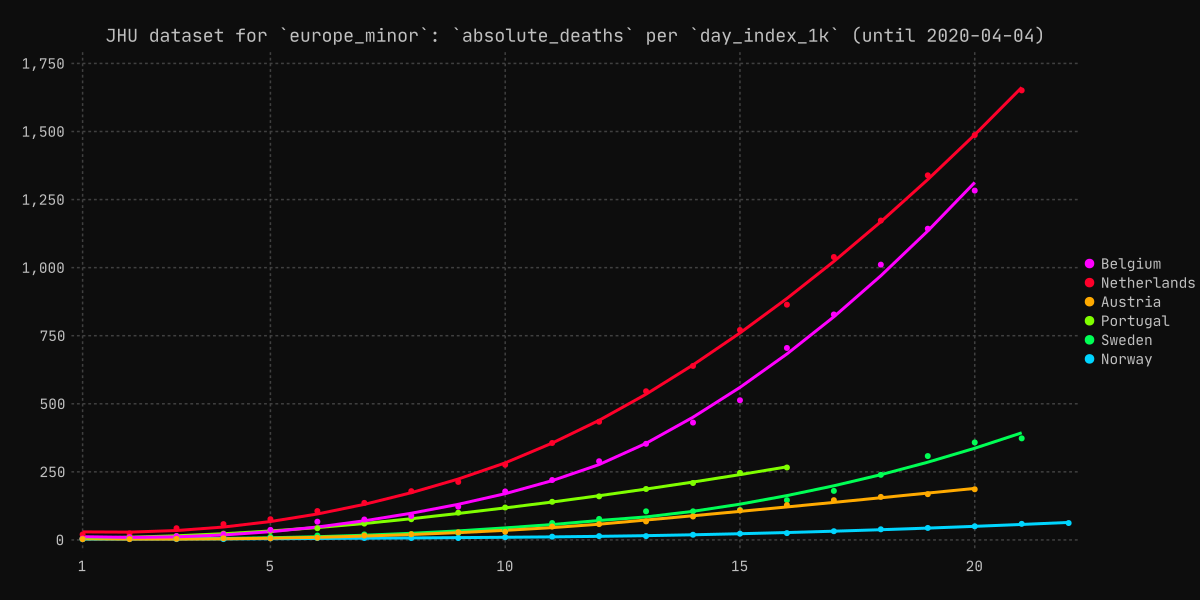 JHU dataset for `europe_minor`: `absolute_deaths` per `day_index_1k` (until 2020-04-04)
1,750
1,500
1,250
1,000
750
500
250
0
1 5 10 15 20
Belgium
Netherlands
Austria
Portugal
Sweden
Norway